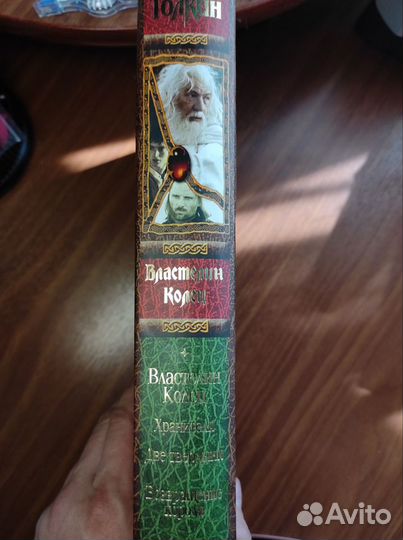 Толкин
Властелин
Колец
Властелин
Колец
Хранители
Две твердыни
Возвращение
короля
Avito